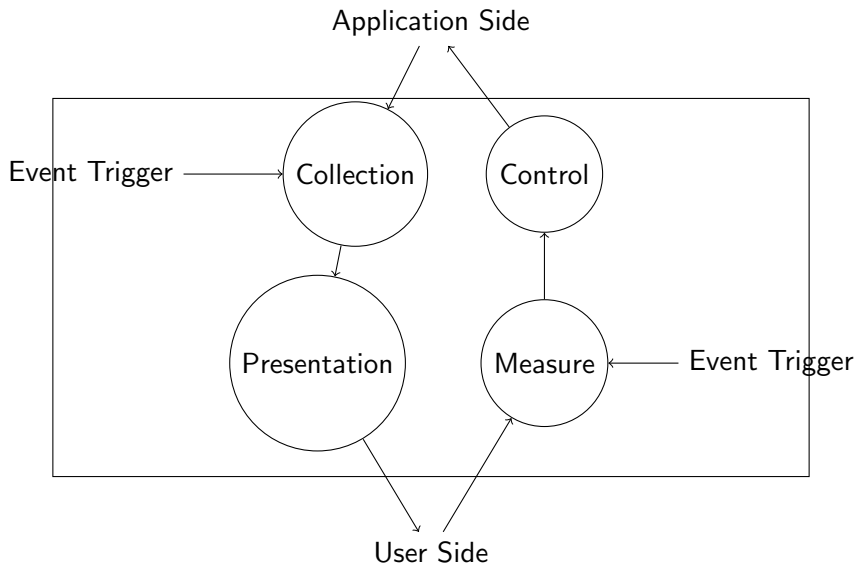 Application Side
Event Trigger
Collection
Control
Presentation
Measure
Event Trigger
User Side